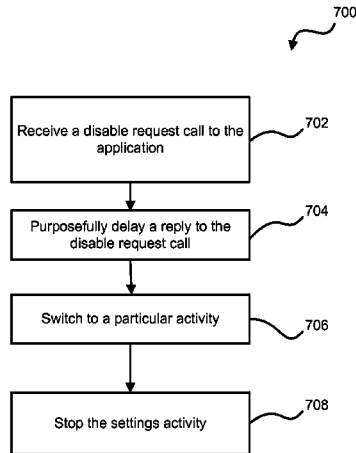 700
Receive a disable request call to the
application
702
Purposefully delay a reply to the
disable request call
704
Switch to a particular activity
706
Stop the settings activity
708